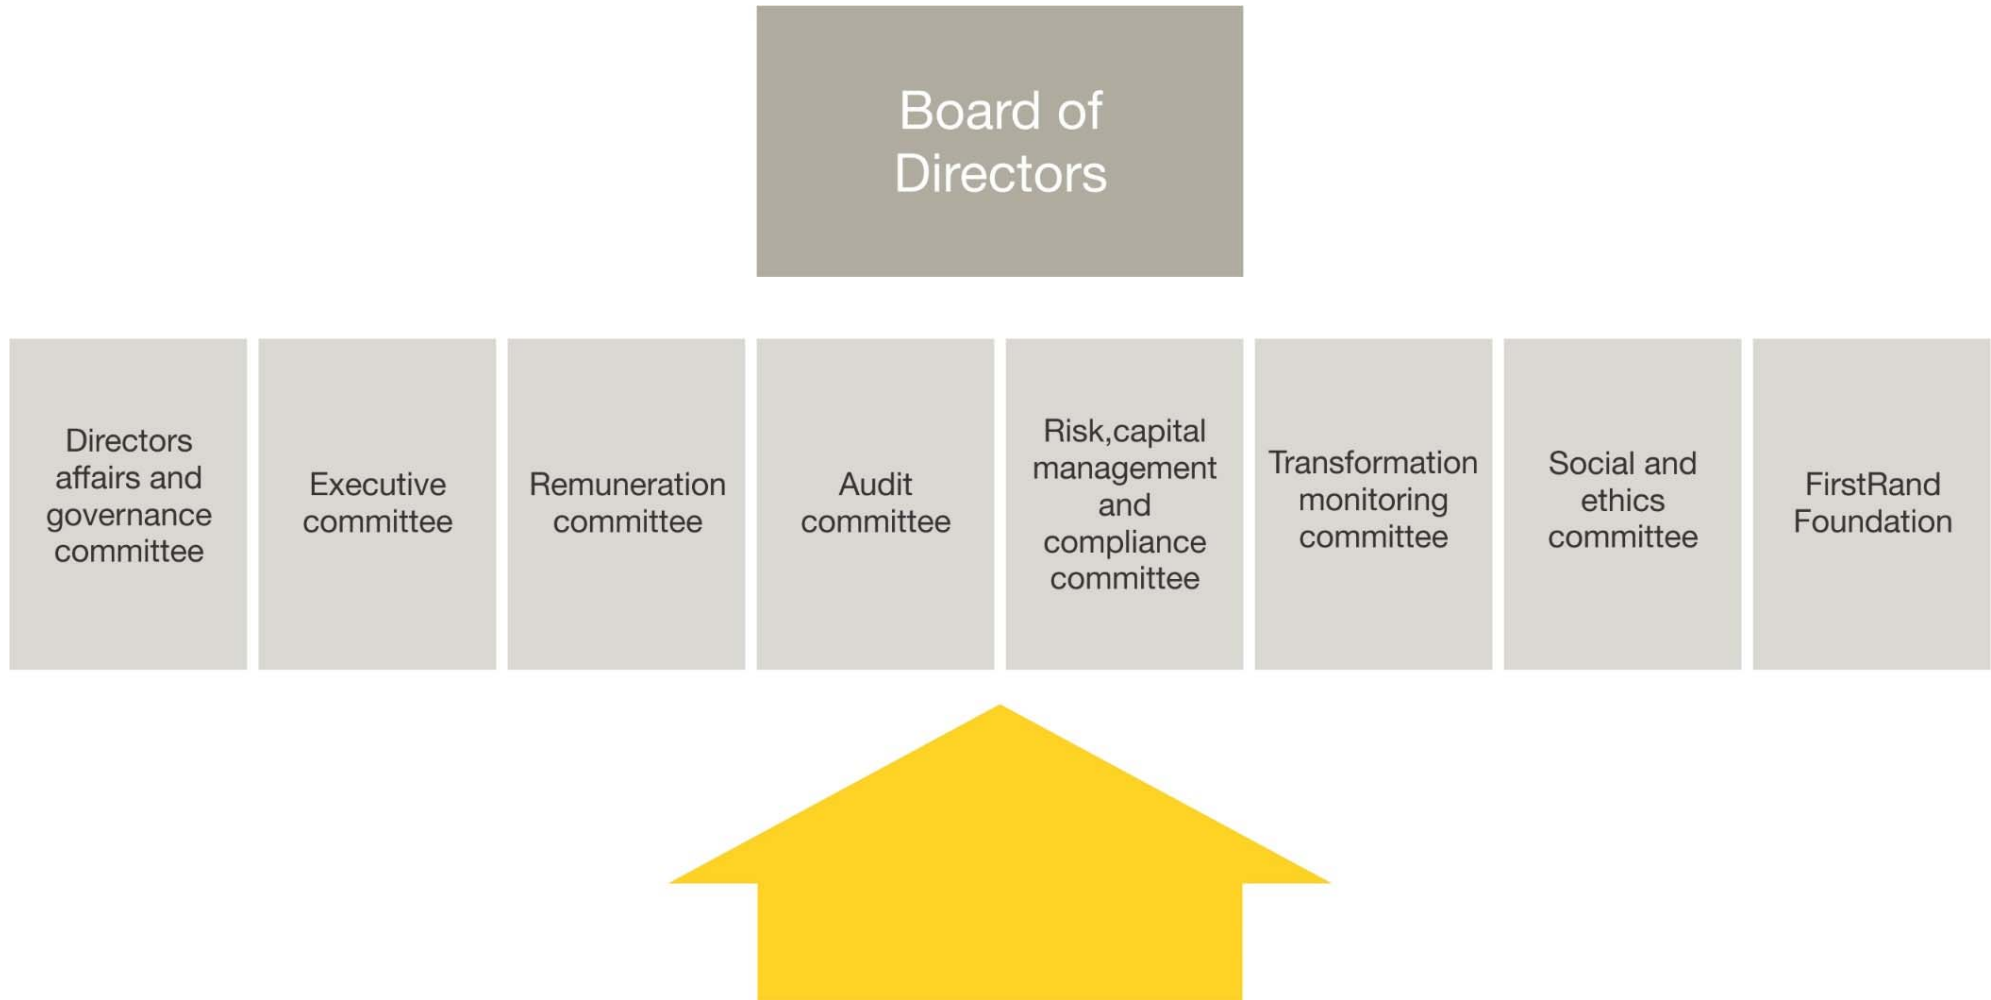 Board of
Directors
Directors
affairs and
governance
committee
Executive
committee
Remuneration
committee
Audit
committee
Risk,capital
management
and
compliance
committee
Transformation
monitoring
committee
Social and
ethics
committee
FirstRand
Foundation